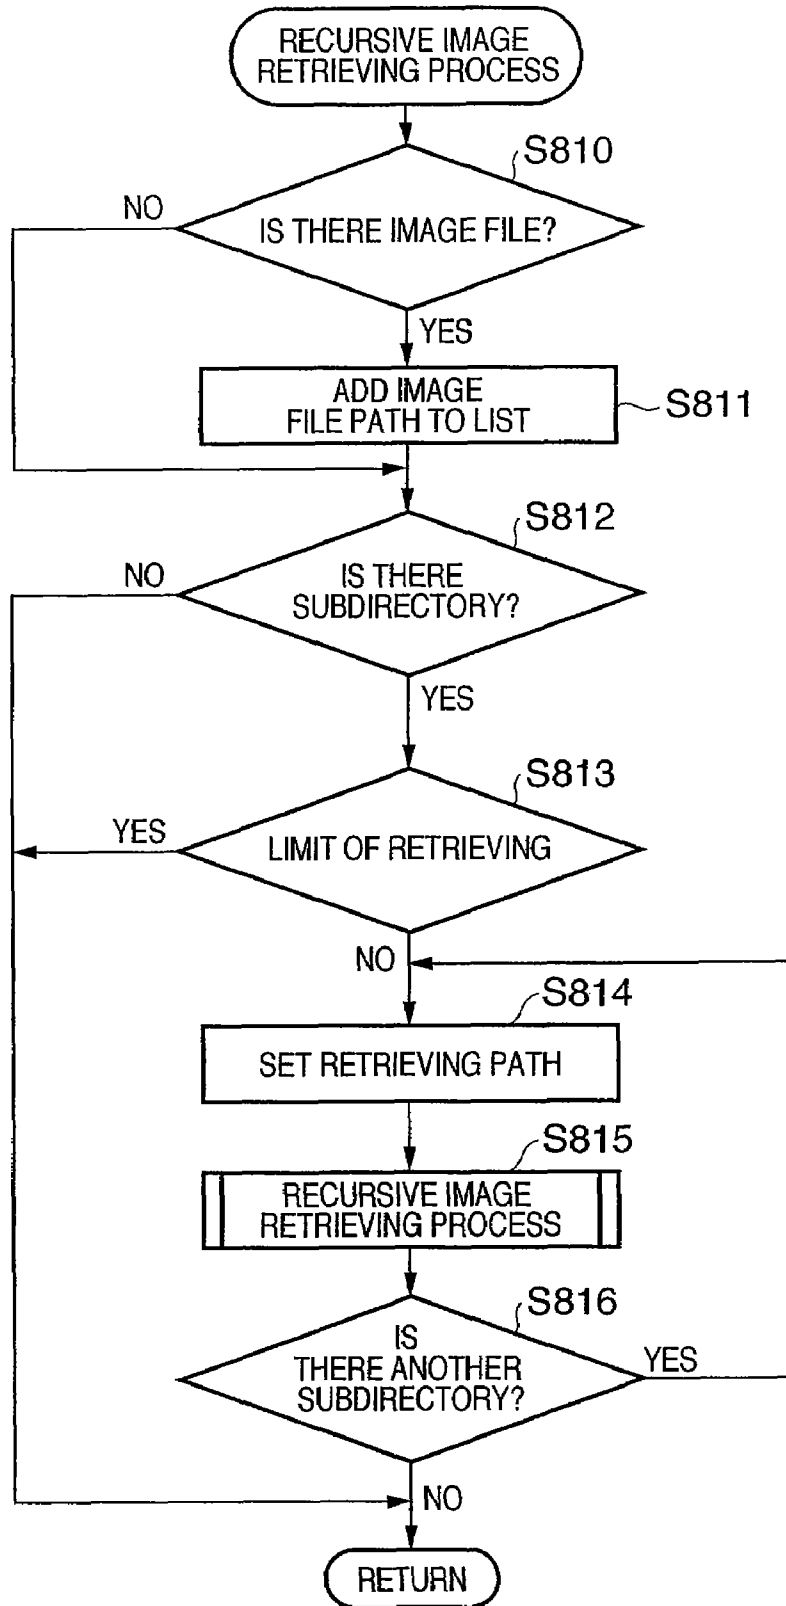 RECURSIVE IMAGE
RETRIEVING PROCESS
S810
NO
IS THERE IMAGE FILE?
YES
ADD IMAGE
FILE PATH TO LIST
S811
S812
NO
IS THERE
SUBDIRECTORY?
YES
S813
YES
LIMIT OF RETRIEVING
NO
S814
SET RETRIEVING PATH
S815
RECURSIVE IMAGE
RETRIEVING PROCESS
S816
IS
THERE ANOTHER
SUBDIRECTORY?
YES
NO
RETURN